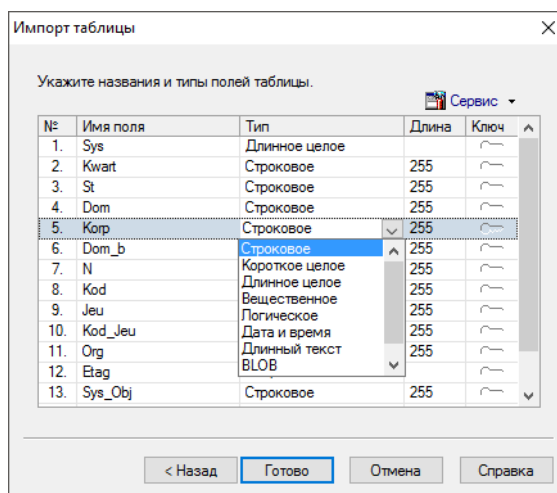 Импорт таблицы
Укажите названия и типы полей таблицы.
Сервис
№ Имя поля Тип Длина Ключ
1. Sys Длинное целое
2. Kwart Строковое 255
3. St Строковое 255
4. Dom Строковое 255
5. Korp Строковое 255
6. Dom_b Строковое 255
7. N Короткое целое 255
8. Kod Длинное целое 255
Вещественное
9. Jeu Логическое 255
10. Kod_Jeu Дата и время 255
11. Org Длинный текст 255
12. Etag BLOB
13. Sys_Obj Строковое 255
< Назад Готово Отмена Справка